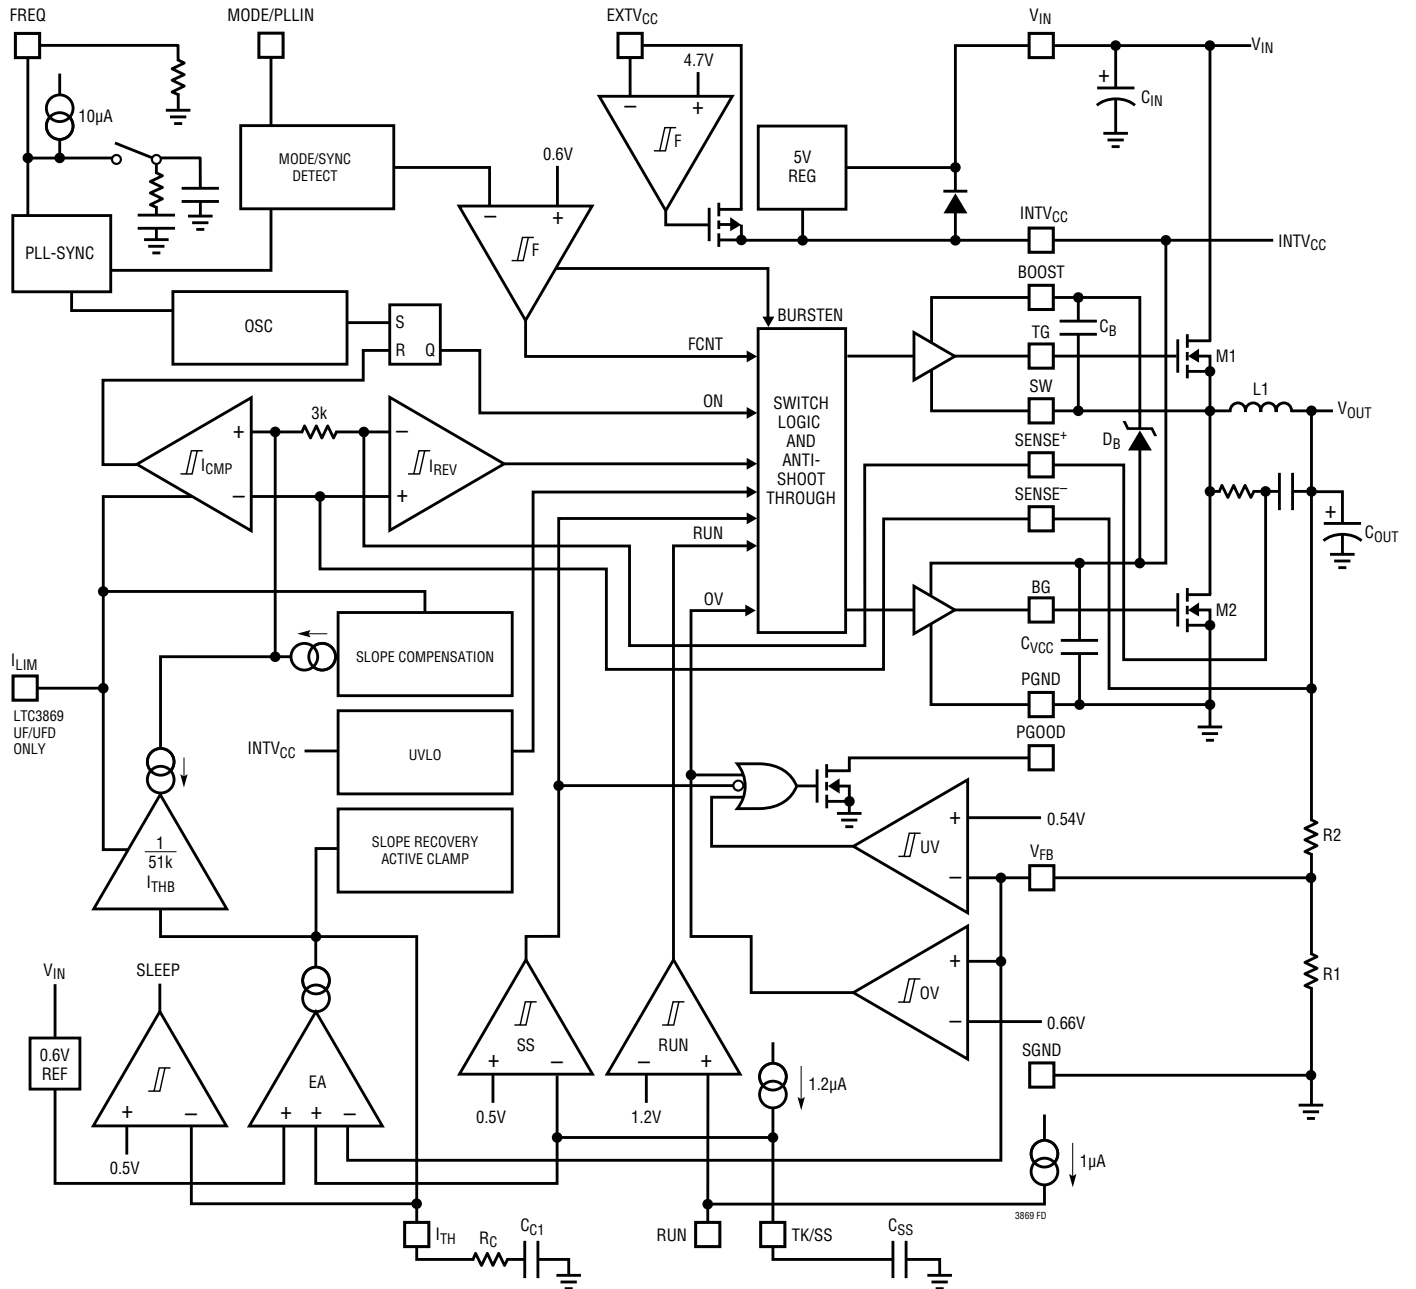 FREQ
MODE/PLLIN
EXTVCC
VIN
4.7V
VIN
+
CIN
10µA
− +
F
MODE/SYNC
DETECT
0.6V
5V
REG
− +
F
INTVCC
INTVCC
PLL-SYNC
BOOST
OSC
S
R Q
BURSTEN
CB
TG
M1
FCNT
SW
L1
VOUT
ON
SWITCH
LOGIC
AND
ANTI-
SHOOT
THROUGH
3k
+ −
ICMP
IREV
− +
SENSE+
DB
SENSE−
+
COUT
RUN
OV
BG
M2
CVCC
SLOPE COMPENSATION
ILIM
LTC3869
UF/UFD
ONLY
PGND
PGOOD
INTVCC
UVLO
SLOPE RECOVERY
ACTIVE CLAMP
1
51k
ITHB
+
0.54V
UV
−
VFB
R2
+
OV
−
0.66V
R1
SGND
VIN
SLEEP
0.6V
REF
+ −
0.5V
EA
+ + −
SS
+ −
0.5V
RUN
− +
1.2V
1.2µA
1µA
3869 FD
ITH
RC
CC1
RUN
TK/SS
CSS